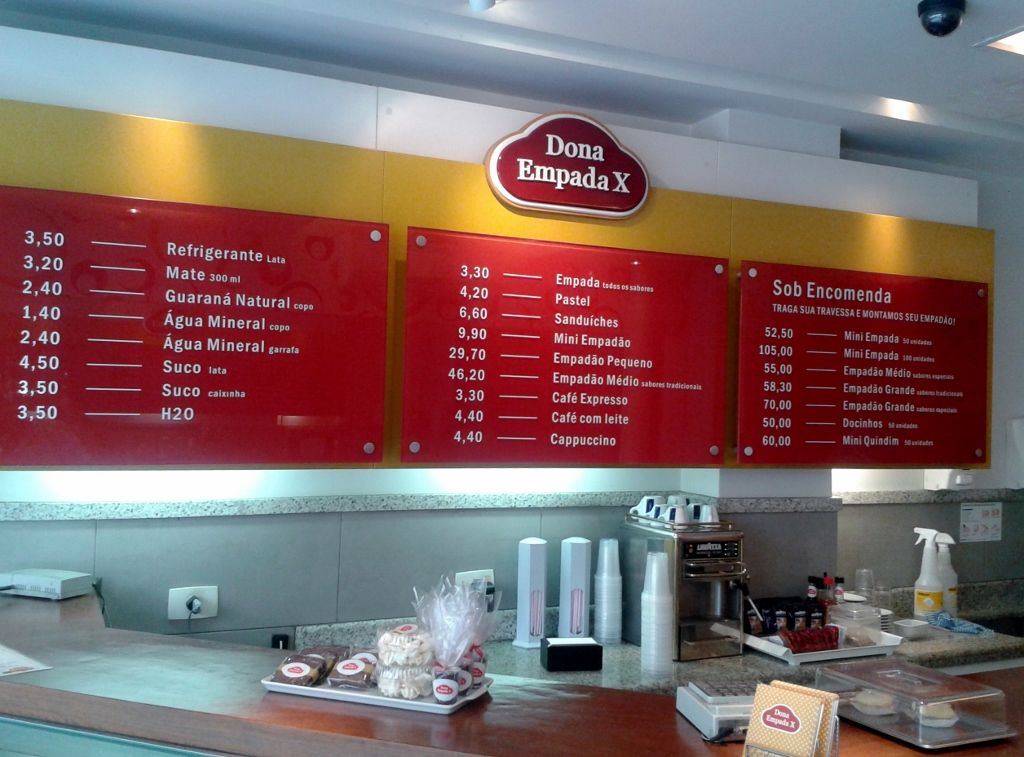 Dona
Empada X
3,50 Refrigerante Lata
3,20 Mate 300 ml
2,40 Guaraná Natural copo
1,40 Água Mineral copo
2,40 Água Mineral garrafa
4,50 Suco lata
3,50 Suco caixinha
3,50 H2O
3,30 Empada todos os sabores
4,20 Pastel
6,60 Sanduíches
9,90 Mini Empadão
29,70 Empadão Pequeno
46,20 Empadão Médio sabores tradicionais
3,30 Café Expresso
4,40 Café com leite
4,40 Cappuccino
Sob Encomenda
TRAGA SUA TRAVESSA E MONTAMOS SEU EMPADÃO!
52,50 Mini Empada 50 unidades
105,00 Mini Empada 100 unidades
55,00 Empadão Médio sabores especiais
58,30 Empadão Grande sabores tradicionais
70,00 Empadão Grande sabores especiais
50,00 Docinhos 50 unidades
60,00 Mini Quindim 50 unidades
LAVAZZA
Dona
Empada X